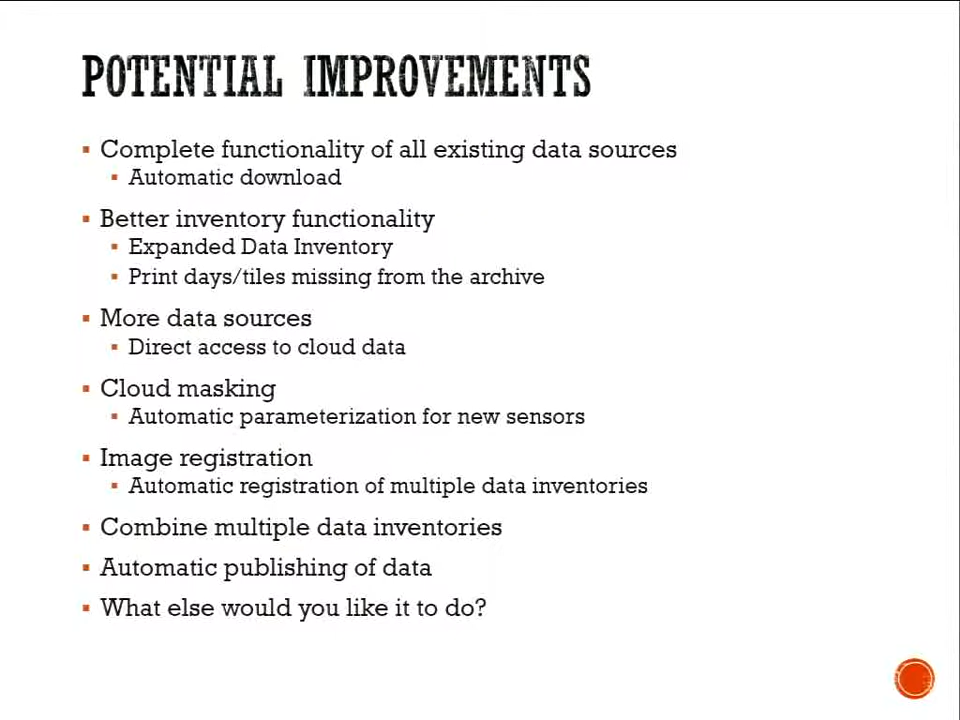 POTENTIAL IMPROVEMENTS
▪ Complete functionality of all existing data sources
▪ Automatic download
▪ Better inventory functionality
▪ Expanded Data Inventory
▪ Print days/tiles missing from the archive
▪ More data sources
▪ Direct access to cloud data
▪ Cloud masking
▪ Automatic parameterization for new sensors
▪ Image registration
▪ Automatic registration of multiple data inventories
▪ Combine multiple data inventories
▪ Automatic publishing of data
▪ What else would you like it to do?